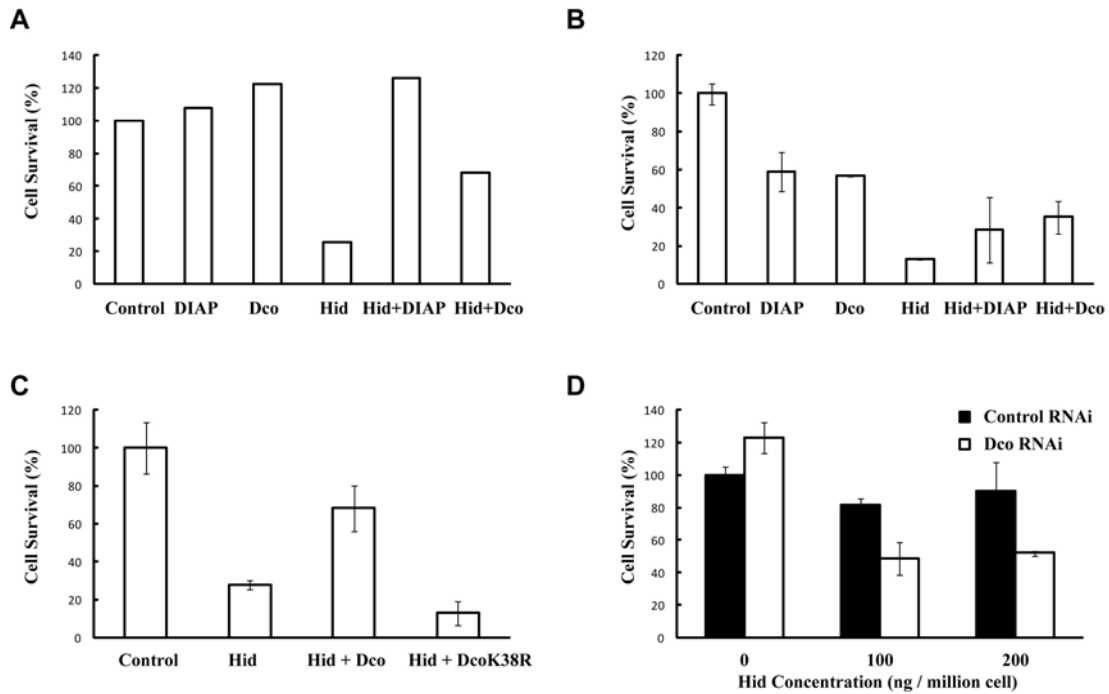 A
Cell Survival (%)
140
120
100
80
60
40
20
0
Control DIAP Dco Hid Hid+DIAP Hid+Dco
B
Cell Survival (%)
120
100
80
60
40
20
0
Control DIAP Dco Hid Hid+DIAP Hid+Dco
C
Cell Survival (%)
120
100
80
60
40
20
0
Control Hid Hid + Dco Hid + DcoK38R
D
Cell Survival (%)
140
120
100
80
60
40
20
0
Control RNAi
Dco RNAi
0 100 200
Hid Concentration (ng / million cell)